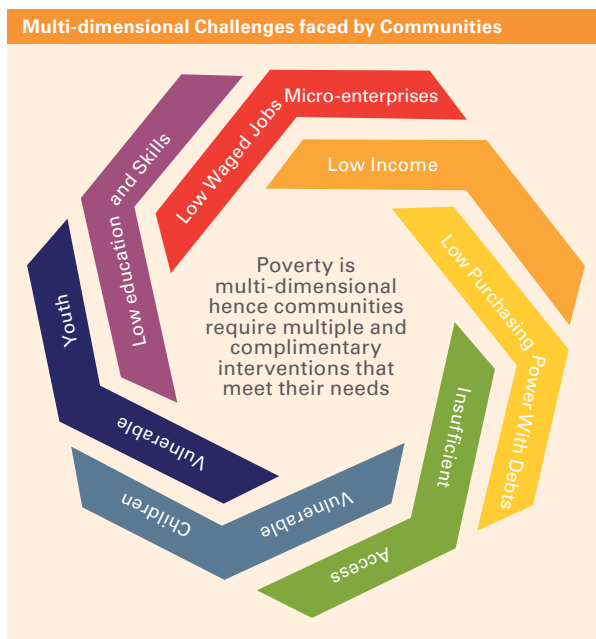 Multi-dimensional Challenges faced by Communities
Low Waged Jobs
Micro-enterprises
Low Income
Low Purchasing
Power With Debts
Insufficient
Access
Vulnerable
Children
Vulnerable
Youth
Low education
and Skills
Poverty is
multi-dimensional
hence communities
require multiple and
complimentary
interventions that
meet their needs